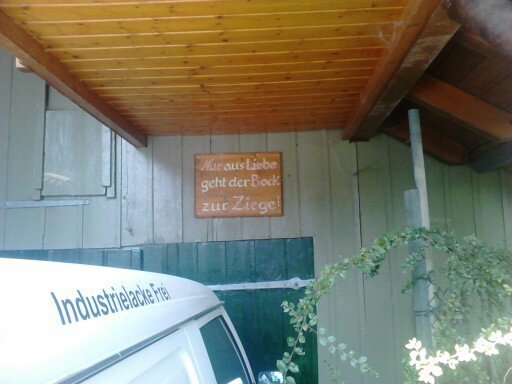 Nur aus Liebe
geht der Bock
zur Ziege!
Industrielacke Frei